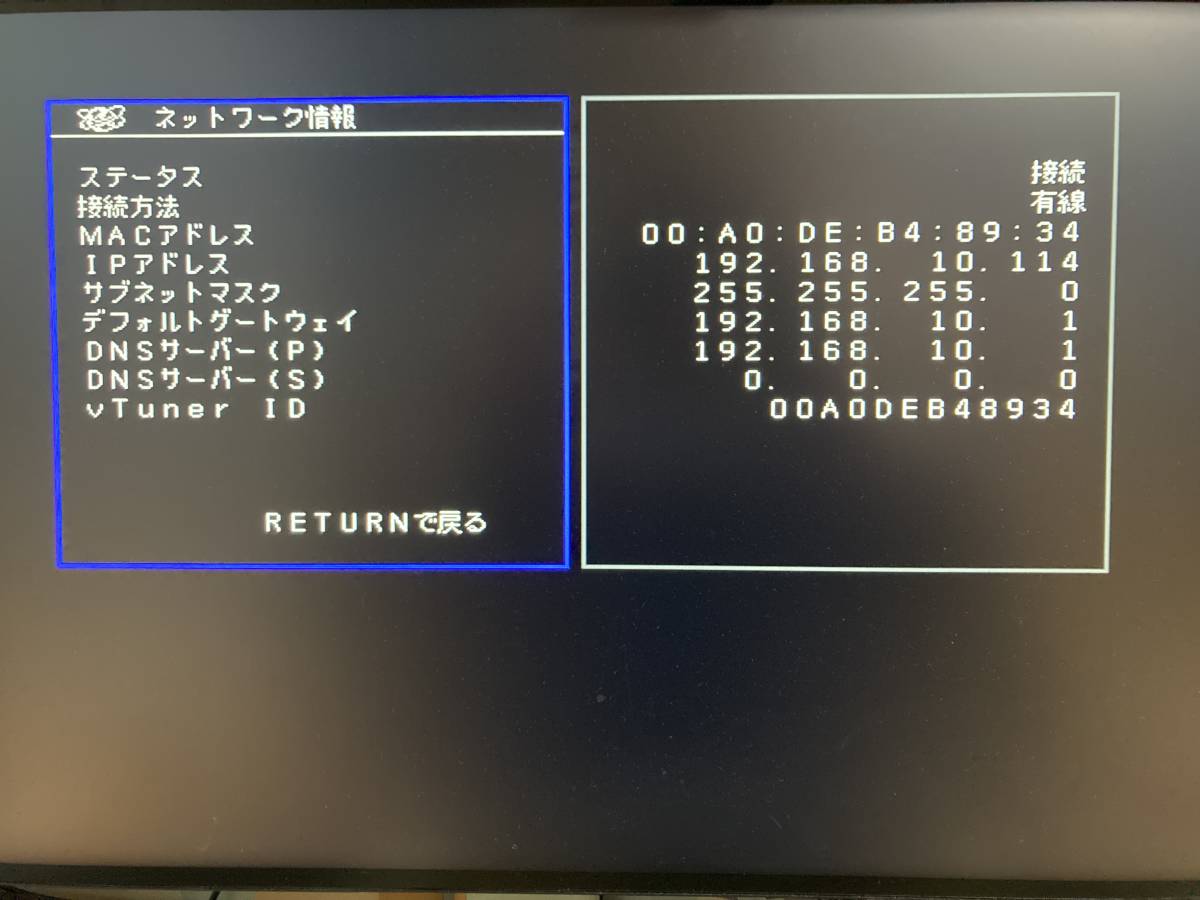 ネットワーク情報
ステータス 接続
接続方法 有線
MACアドレス 00:A0:DE:B4:89:34
IPアドレス 192.168. 10.114
サブネットマスク 255.255.255. 0
デフォルトゲートウェイ 192.168. 10. 1
DNSサーバー(P) 192.168. 10. 1
DNSサーバー(S) 0. 0. 0. 0
vTuner ID 00A0DEB48934
RETURNで戻る